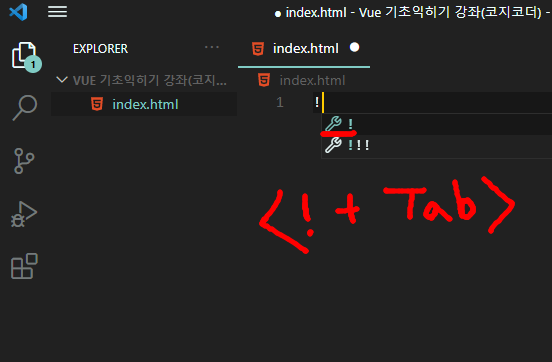 ● index.html - Vue 기초익히기 강좌(코지코더) -
EXPLORER ···
index.html ●
VUE 기초익히기 강좌(코지...
index.html
index.html
1
1 !
!
!!!
<! + Tab>